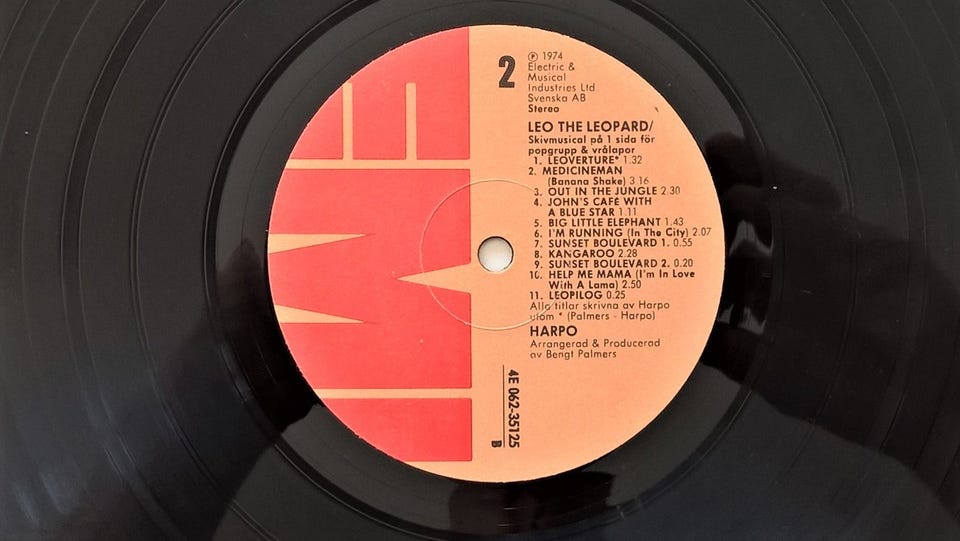 EMI
2
℗ 1974
Electric &
Musical
Industries Ltd
Svenska AB
Stereo
LEO THE LEOPARD/
Skivmusical på 1 sida för
popgrupp & vrålapor
1. LEOVERTURE* 1.32
2. MEDICINEMAN
(Banana Shake) 3.16
3. OUT IN THE JUNGLE 2.30
4. JOHN'S CAFÉ WITH
A BLUE STAR 1.11
5. BIG LITTLE ELEPHANT 1.43
6. I'M RUNNING (In The City) 2.07
7. SUNSET BOULEVARD 1. 0.55
8. KANGAROO 2.28
9. SUNSET BOULEVARD 2. 0.20
10. HELP ME MAMA (I'm In Love
With A Lama) 2.50
11. LEOPILOG 0.25
Alla titlar skrivna av Harpo
utom * (Palmers - Harpo)
HARPO
Arrangerad & Producerad
av Bengt Palmers
4E 062-35125
B